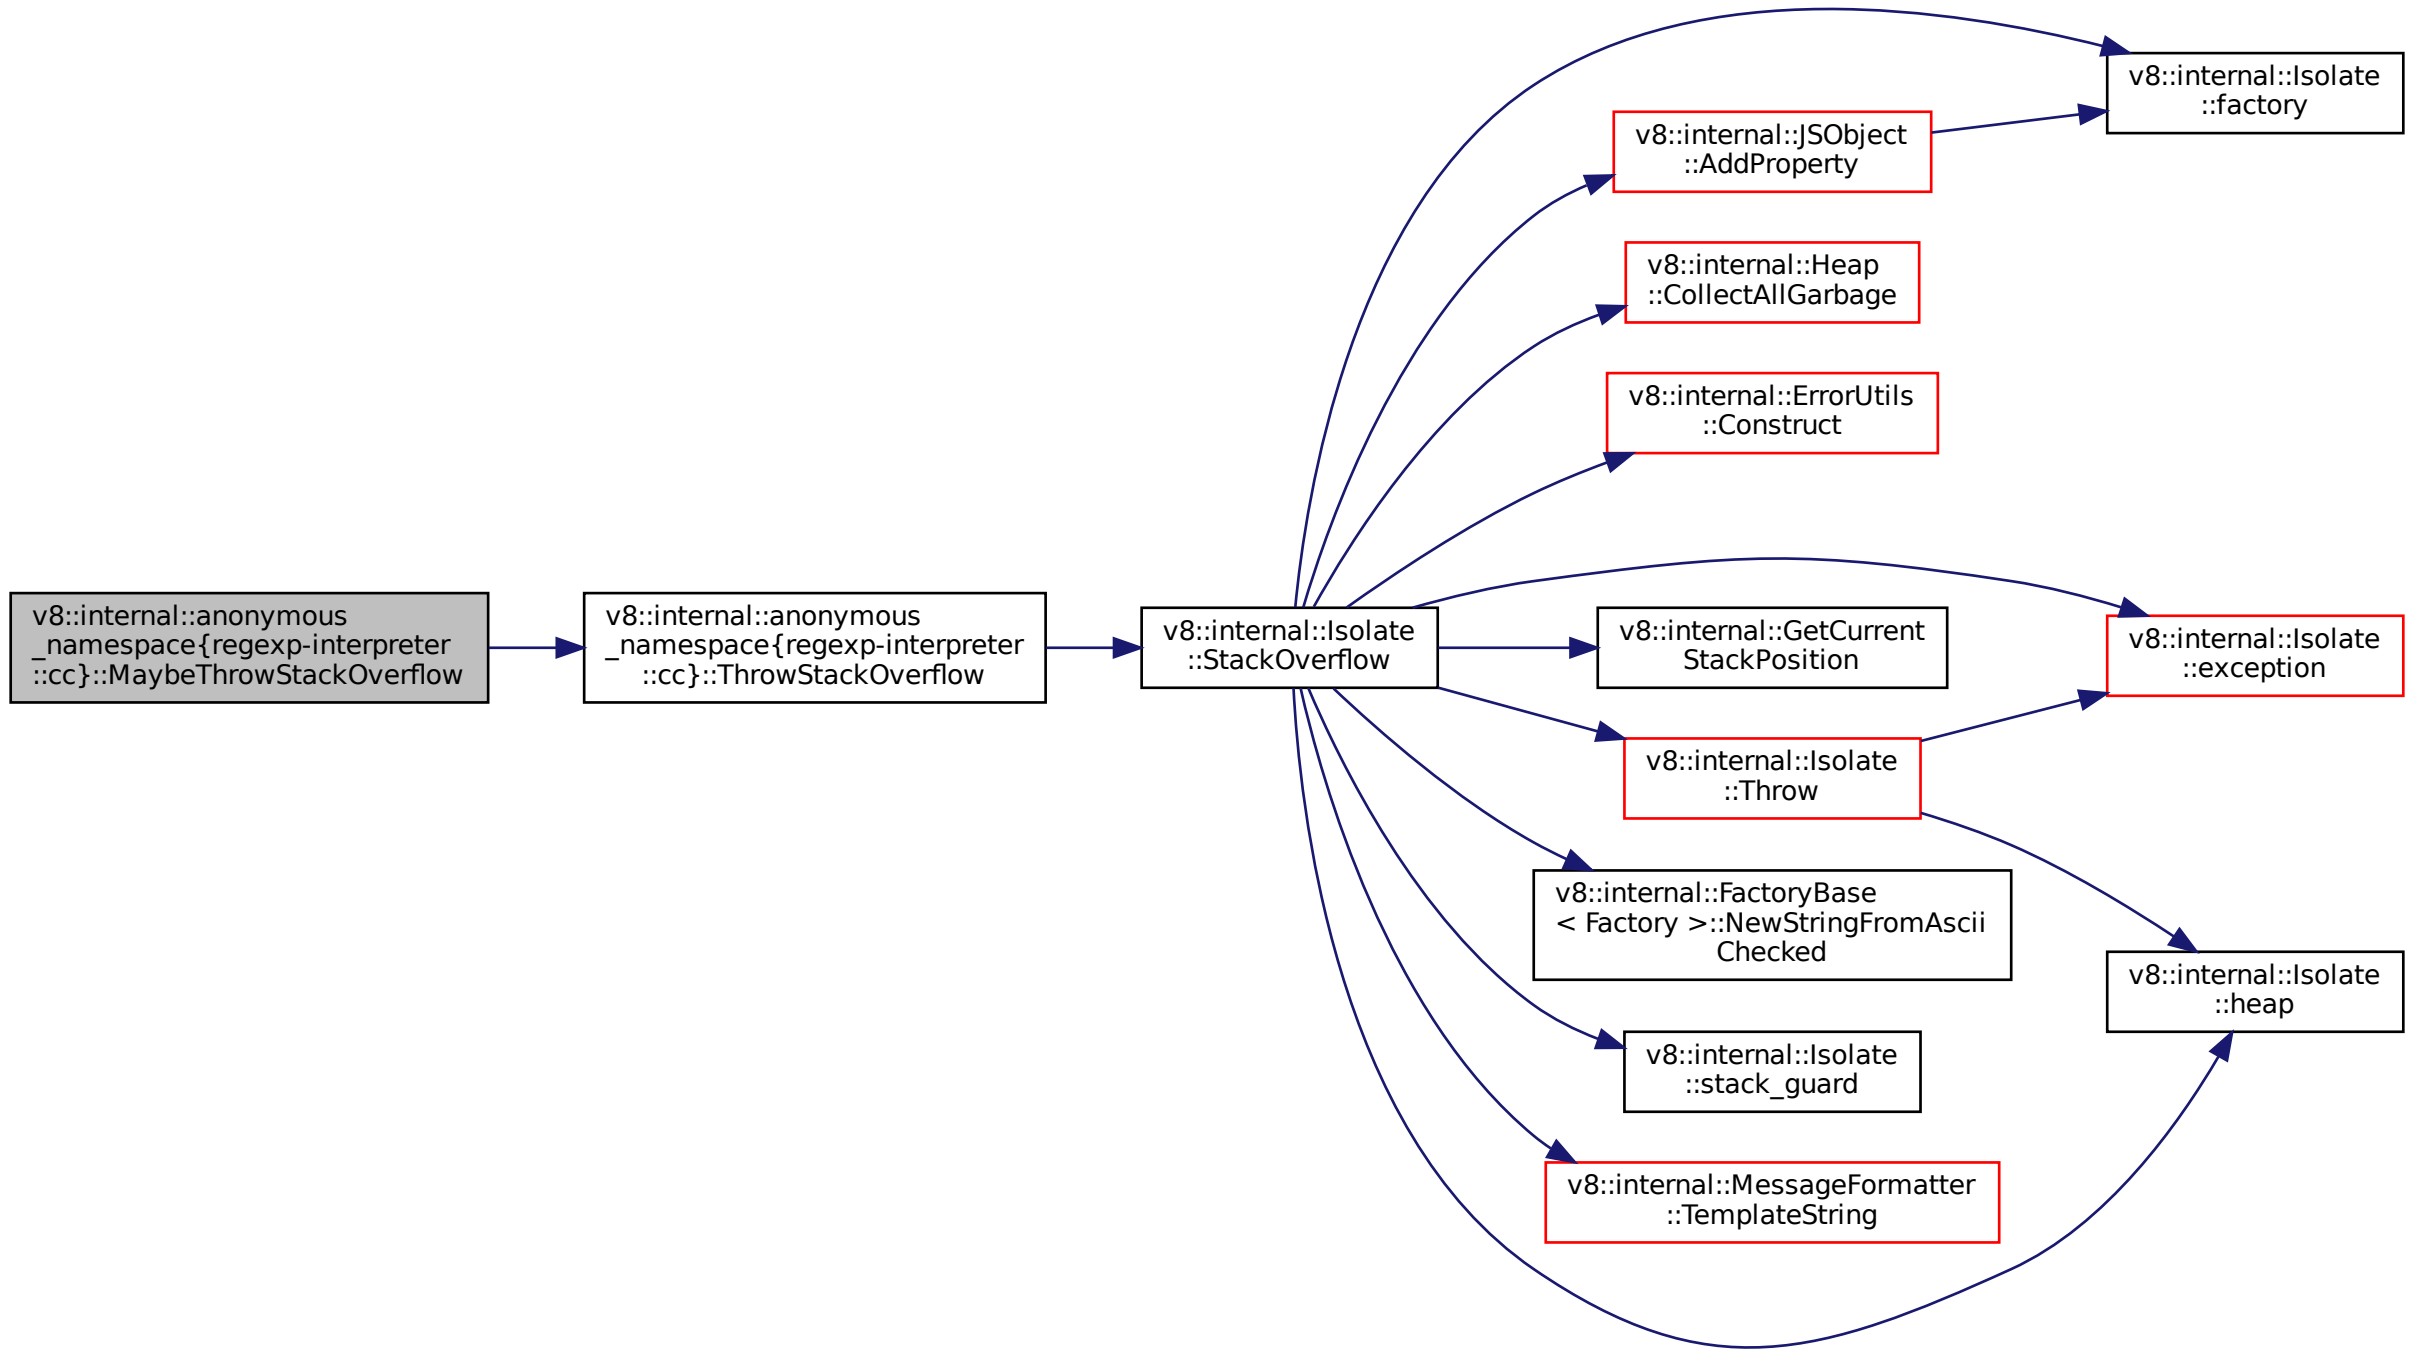 v8::internal::anonymous
_namespace{regexp-interpreter
::cc}::MaybeThrowStackOverflow
v8::internal::anonymous
_namespace{regexp-interpreter
::cc}::ThrowStackOverflow
v8::internal::Isolate
::StackOverflow
v8::internal::Isolate
::factory
v8::internal::JSObject
::AddProperty
v8::internal::Heap
::CollectAllGarbage
v8::internal::ErrorUtils
::Construct
v8::internal::Isolate
::exception
v8::internal::GetCurrent
StackPosition
v8::internal::Isolate
::Throw
v8::internal::FactoryBase
< Factory >::NewStringFromAscii
Checked
v8::internal::Isolate
::heap
v8::internal::Isolate
::stack_guard
v8::internal::MessageFormatter
::TemplateString